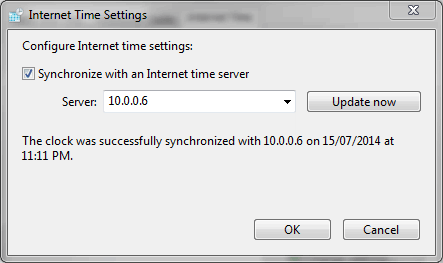 Internet Time Settings
Configure Internet time settings:
Synchronize with an Internet time server
Server: 10.0.0.6 Update now
The clock was successfully synchronized with 10.0.0.6 on 15/07/2014 at
11:11 PM.
OK Cancel